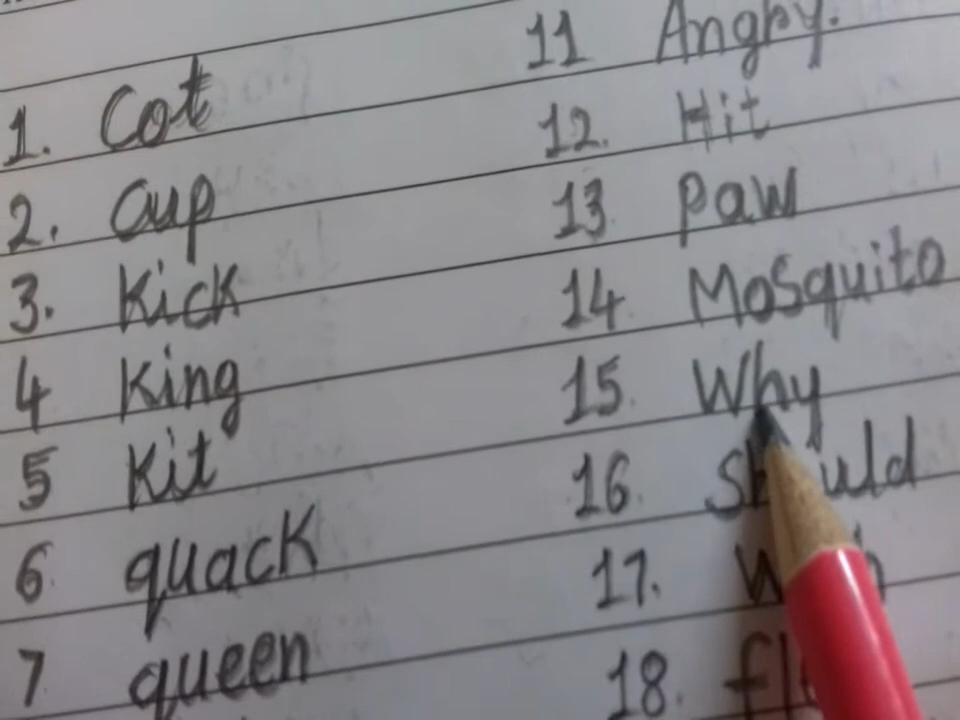 1. Cot
2. Cup
3. Kick
4 King
5 Kit
6 quack
7 queen
11 Angry.
12. Hit
13 Paw
14 Mosquito
15. Why
16 Should
17.
18.